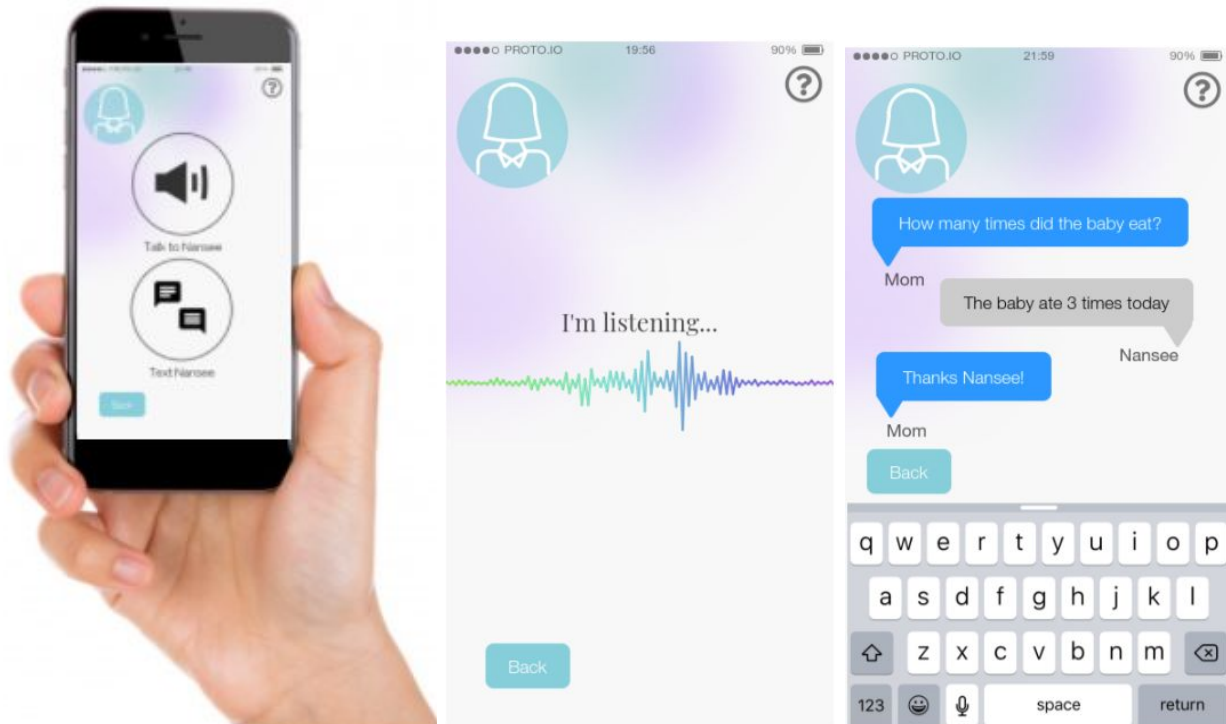 Talk to Nansee
Text Nansee
Back
●●●●○ PROTO.IO 19:56 90%
?
I'm listening...
Back
●●●●○ PROTO.IO 21:59 90%
?
How many times did the baby eat?
Mom
The baby ate 3 times today
Nansee
Thanks Nansee!
Mom
Back
q w e r t y u i o p
a s d f g h j k l
z x c v b n m
123 space return